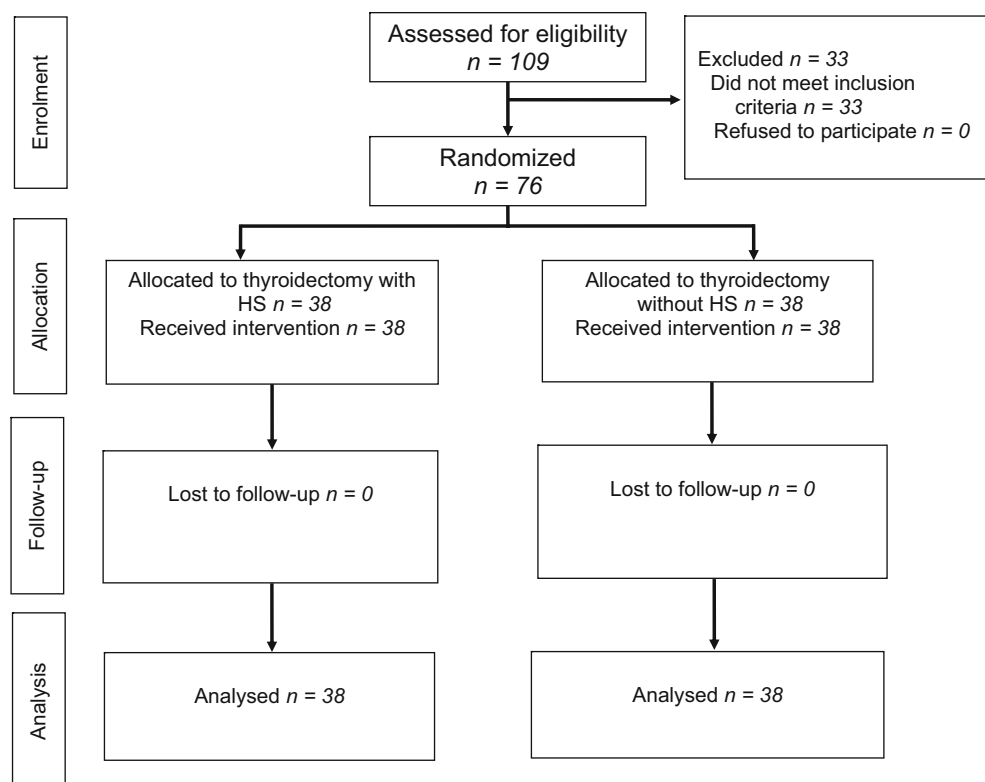 Enrolment
Assessed for eligibility
n = 109
Excluded n = 33
Did not meet inclusion
criteria n = 33
Refused to participate n = 0
Randomized
n = 76
Allocation
Allocated to thyroidectomy with
HS n = 38
Received intervention n = 38
Allocated to thyroidectomy
without HS n = 38
Received intervention n = 38
Follow-up
Lost to follow-up n = 0
Lost to follow-up n = 0
Analysis
Analysed n = 38
Analysed n = 38